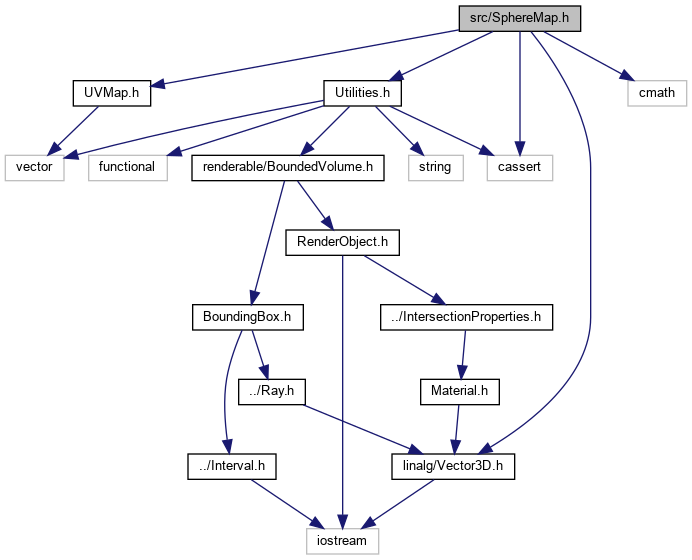 src/SphereMap.h
UVMap.h
Utilities.h
cmath
vector
functional
renderable/BoundedVolume.h
string
cassert
RenderObject.h
BoundingBox.h
../IntersectionProperties.h
../Ray.h
Material.h
../Interval.h
linalg/Vector3D.h
iostream